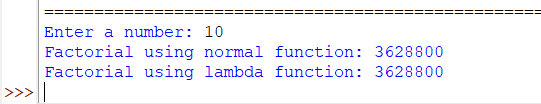 ==================================================
Enter a number: 10
Factorial using normal function: 3628800
Factorial using lambda function: 3628800
>>>